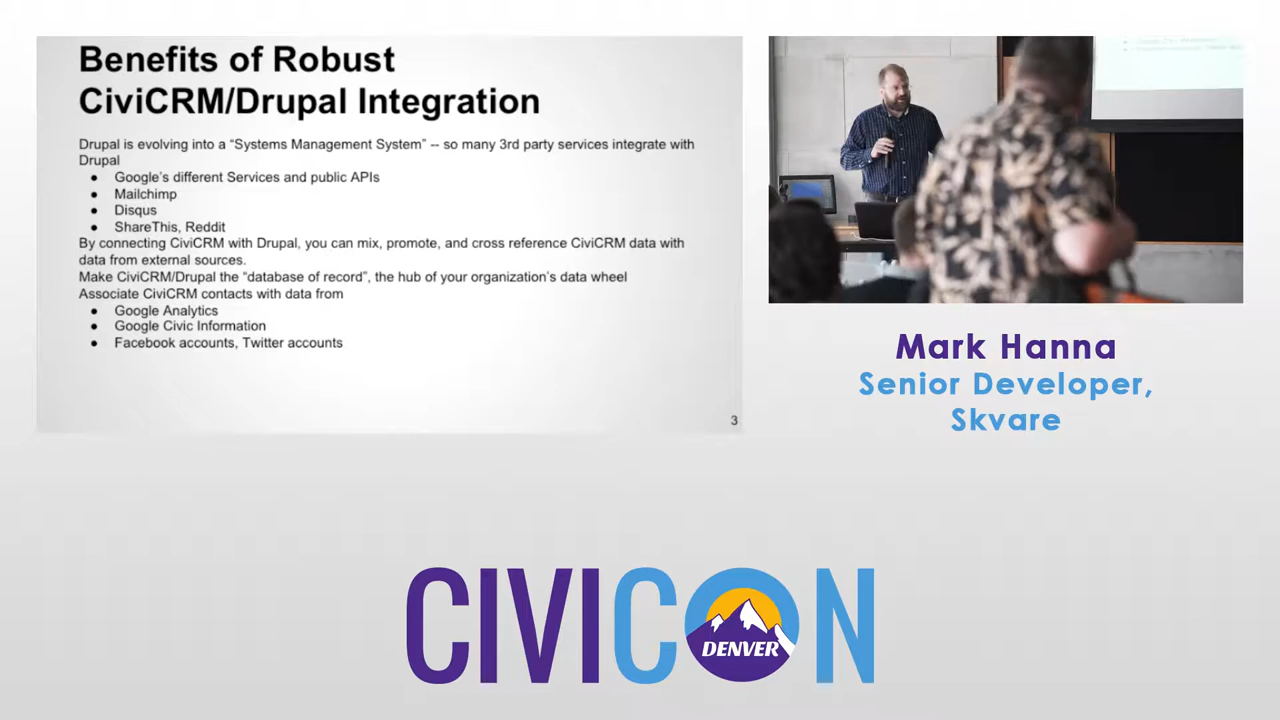 Benefits of Robust
CiviCRM/Drupal Integration
Drupal is evolving into a “Systems Management System” -- so many 3rd party services integrate with
Drupal
● Google’s different Services and public APIs
● Mailchimp
● Disqus
● ShareThis, Reddit
By connecting CiviCRM with Drupal, you can mix, promote, and cross reference CiviCRM data with
data from external sources.
Make CiviCRM/Drupal the “database of record”, the hub of your organization’s data wheel
Associate CiviCRM contacts with data from
● Google Analytics
● Google Civic Information
● Facebook accounts, Twitter accounts
3
Mark Hanna
Senior Developer,
Skvare
CIVICON
DENVER